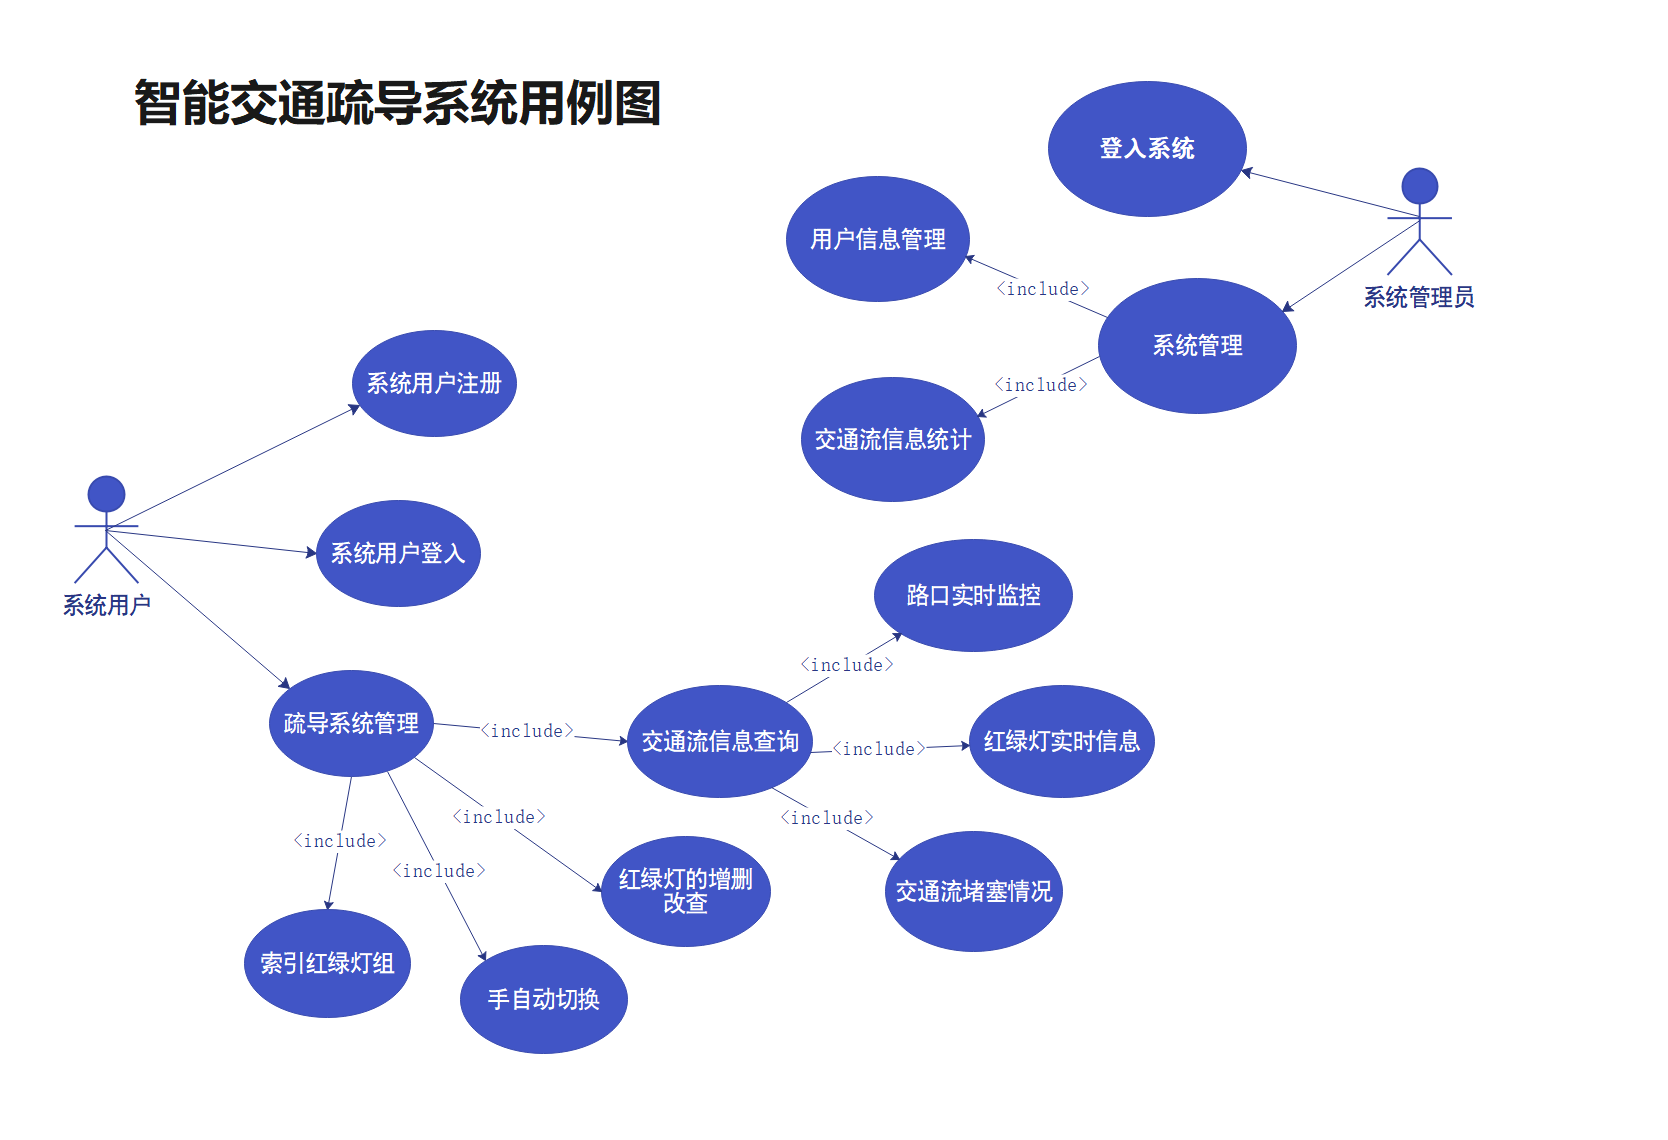 智能交通疏导系统用例图
登入系统
用户信息管理
<include>
系统管理员
系统管理
<include>
交通流信息统计
系统用户注册
系统用户登入
系统用户
路口实时监控
<include>
疏导系统管理
<include>
交通流信息查询
<include>
红绿灯实时信息
<include>
<include>
<include>
<include>
红绿灯的增删
改查
交通流堵塞情况
索引红绿灯组
手自动切换